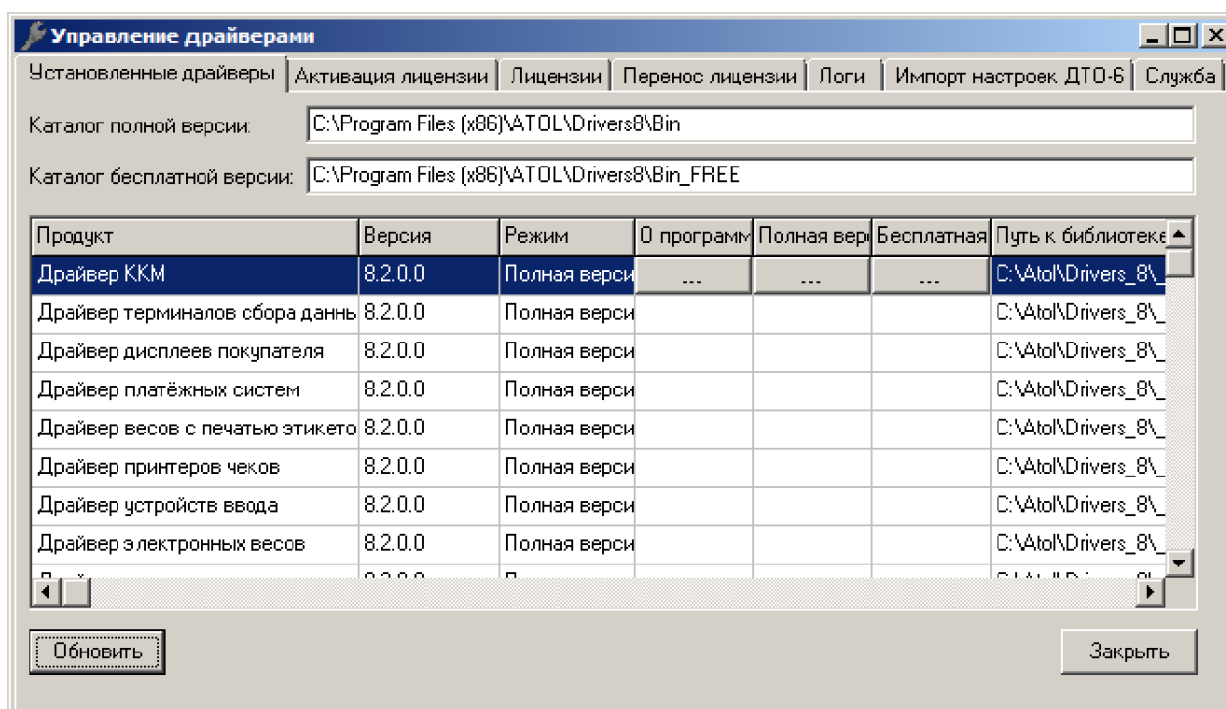 Управление драйверами
Установленные драйверы Активация лицензии Лицензии Перенос лицензии Логи Импорт настроек ДТО-6 Служба
Каталог полной версии: C:\Program Files (x86)\ATOL\Drivers8\Bin
Каталог бесплатной версии: C:\Program Files (x86)\ATOL\Drivers8\Bin_FREE
Продукт Версия Режим О программ Полная вер Бесплатная Путь к библиотеке
Драйвер ККМ 8.2.0.0 Полная верси ... ... ... C:\Atol\Drivers_8\_
Драйвер терминалов сбора данны 8.2.0.0 Полная верси C:\Atol\Drivers_8\_
Драйвер дисплеев покупателя 8.2.0.0 Полная верси C:\Atol\Drivers_8\_
Драйвер платёжных систем 8.2.0.0 Полная верси C:\Atol\Drivers_8\_
Драйвер весов с печатью этикето 8.2.0.0 Полная верси C:\Atol\Drivers_8\_
Драйвер принтеров чеков 8.2.0.0 Полная верси C:\Atol\Drivers_8\_
Драйвер устройств ввода 8.2.0.0 Полная верси C:\Atol\Drivers_8\_
Драйвер электронных весов 8.2.0.0 Полная верси C:\Atol\Drivers_8\_
Обновить Закрыть